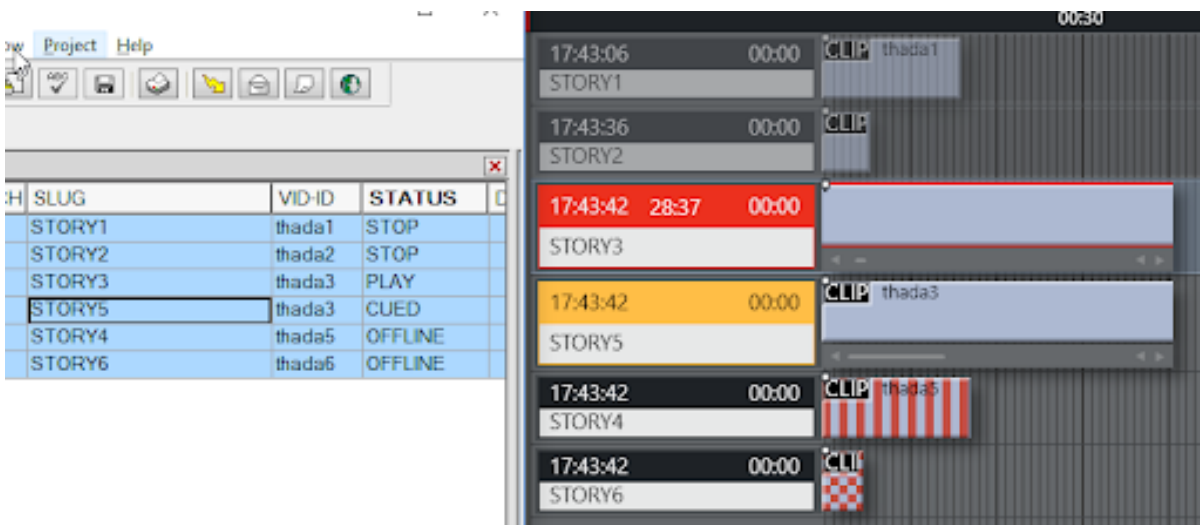 Project Help
SLUG VID-ID STATUS
STORY1 thada1 STOP
STORY2 thada2 STOP
STORY3 thada3 PLAY
STORY5 thada3 CUED
STORY4 thada5 OFFLINE
STORY6 thada6 OFFLINE
00:30
17:43:06 00:00 CLIP thada1
STORY1
17:43:36 00:00 CLIP
STORY2
17:43:42 28:37 00:00
STORY3
17:43:42 00:00 CLIP thada3
STORY5
17:43:42 00:00 CLIP thada5
STORY4
17:43:42 00:00 CLI
STORY6